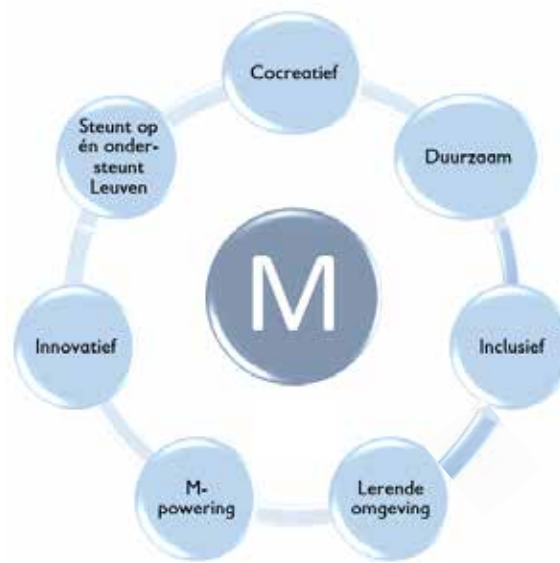 Cocreatief
Duurzaam
Inclusief
Lerende
omgeving
M-
powering
Innovatief
Steunt op
én onder-
steunt
Leuven
M